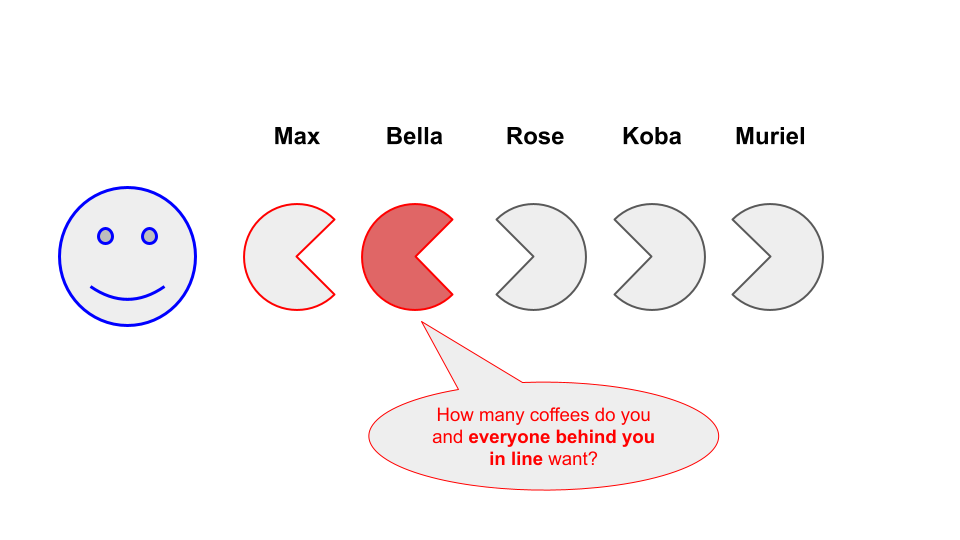 Max Bella Rose Koba Muriel
How many coffees do you
and everyone behind you
in line want?